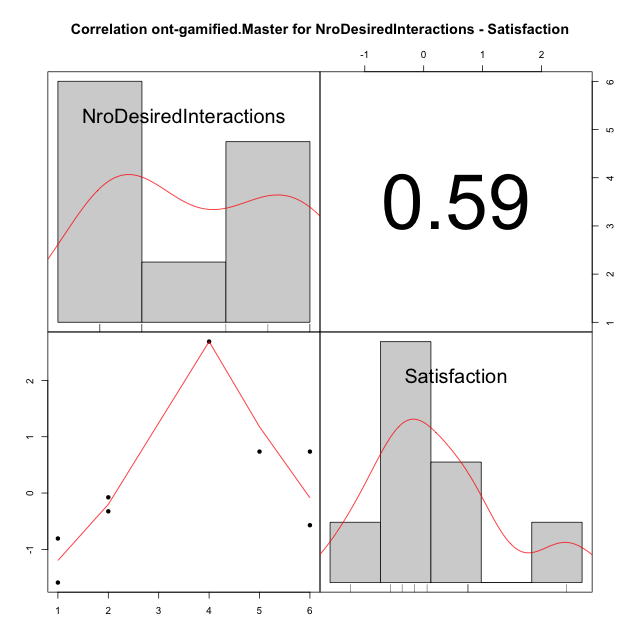 Correlation ont-gamified.Master for NroDesiredInteractions - Satisfaction
-1 0 1 2
NroDesiredInteractions
0.59
6
5
4
3
2
1
2
1
0
-1
Satisfaction
1 2 3 4 5 6